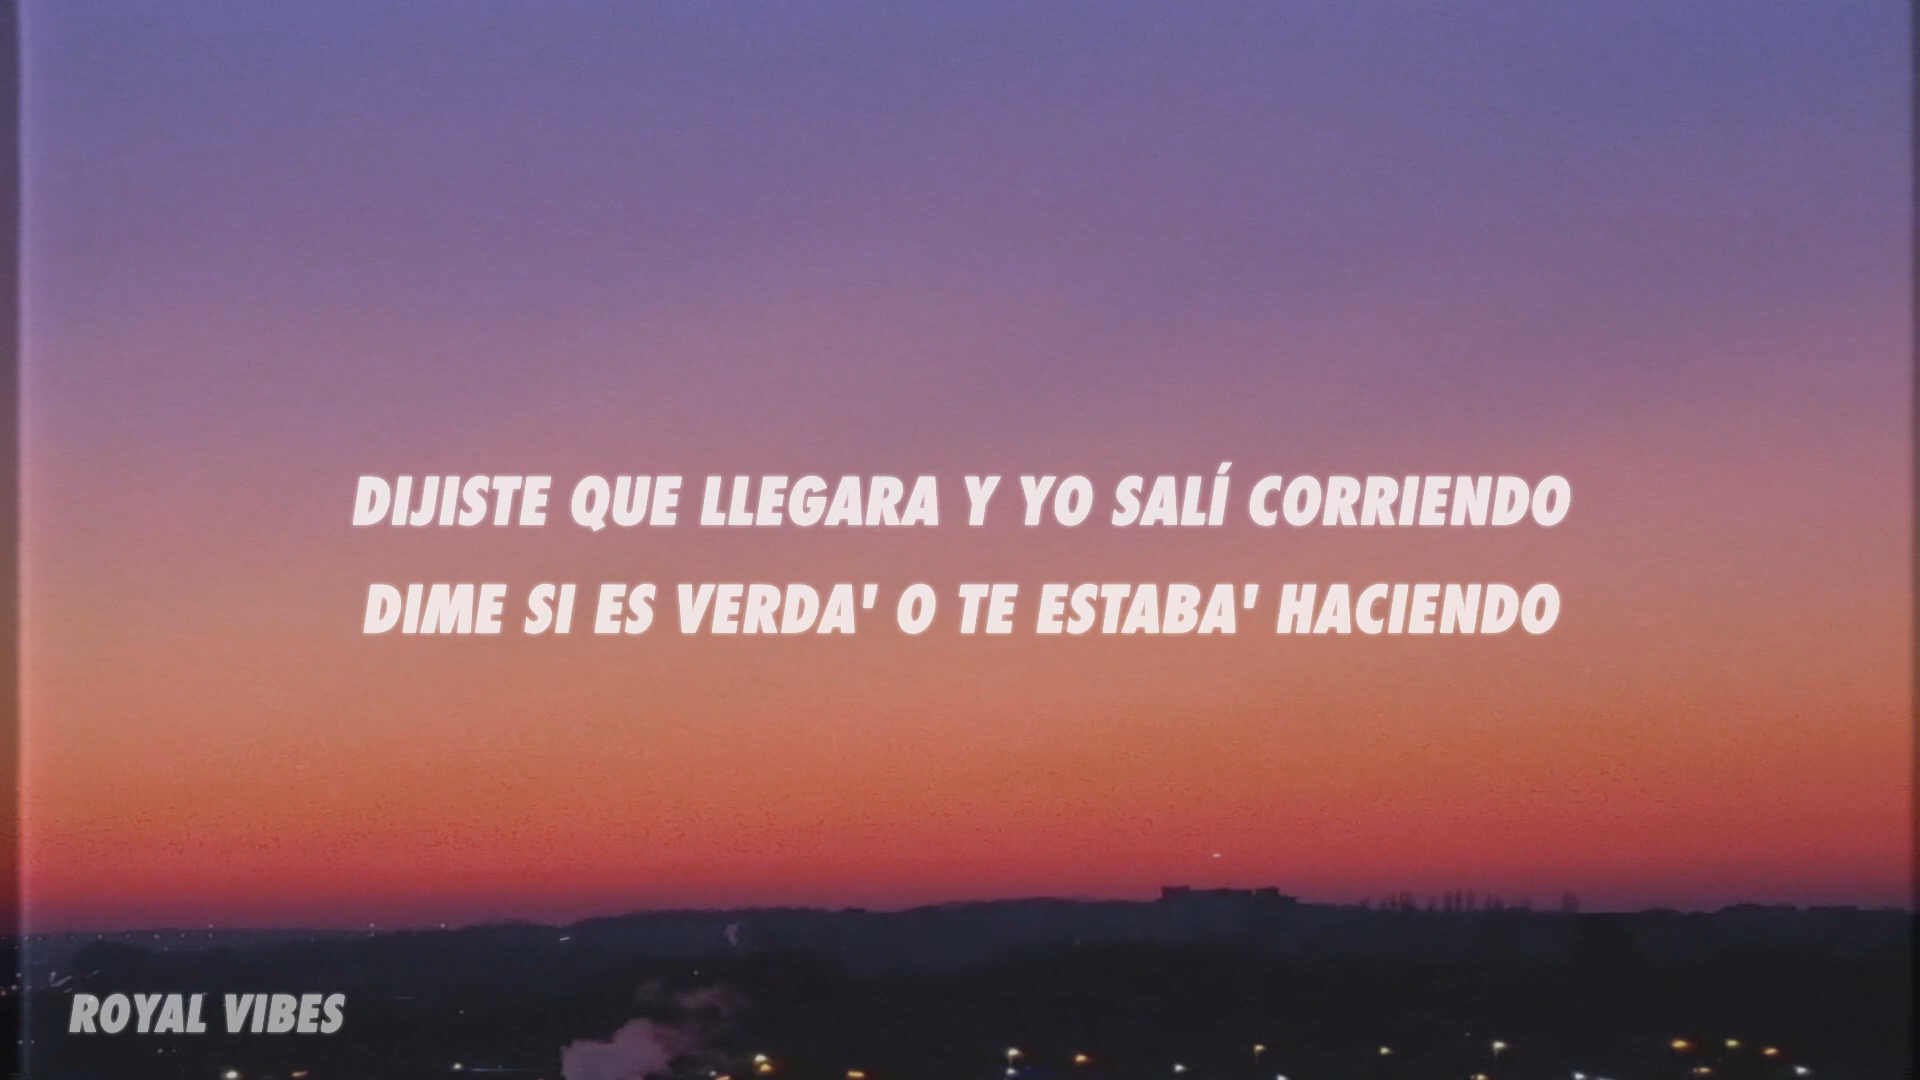 DIJISTE QUE LLEGARA Y YO SALÍ CORRIENDO
DIME SI ES VERDA' O TE ESTABA' HACIENDO
ROYAL VIBES